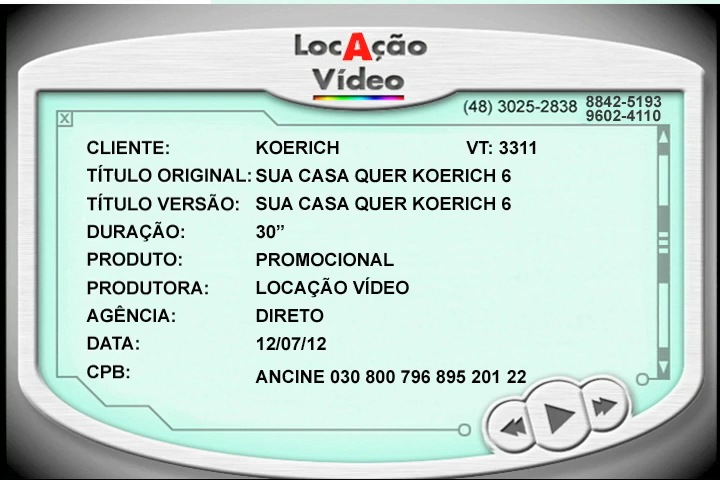 LocAção
Vídeo
(48) 3025-2838 8842-5193
9602-4110
X
CLIENTE: KOERICH VT: 3311
TÍTULO ORIGINAL: SUA CASA QUER KOERICH 6
TÍTULO VERSÃO: SUA CASA QUER KOERICH 6
DURAÇÃO: 30”
PRODUTO: PROMOCIONAL
PRODUTORA: LOCAÇÃO VÍDEO
AGÊNCIA: DIRETO
DATA: 12/07/12
CPB: ANCINE 030 800 796 895 201 22